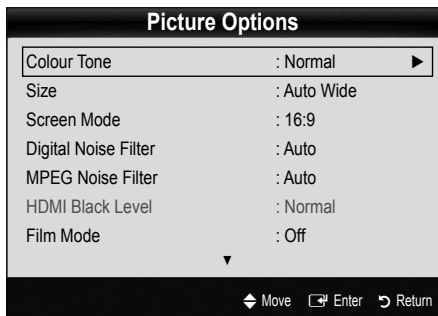 Picture Options
Colour Tone : Normal ►
Size : Auto Wide
Screen Mode : 16:9
Digital Noise Filter : Auto
MPEG Noise Filter : Auto
HDMI Black Level : Normal
Film Mode : Off
▼
Move Enter Return